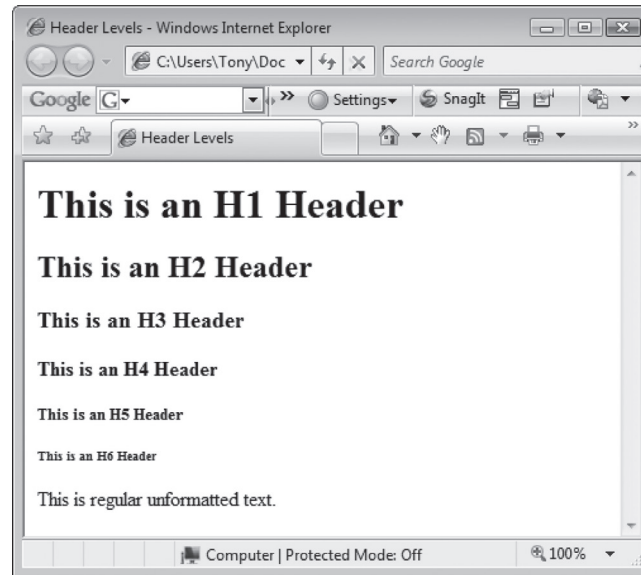 Header Levels - Windows Internet Explorer
C:\Users\Tony\Doc
Search Google
Google G
Settings
SnagIt
Header Levels
This is an H1 Header
This is an H2 Header
This is an H3 Header
This is an H4 Header
This is an H5 Header
This is an H6 Header
This is regular unformatted text.
Computer | Protected Mode: Off
100%